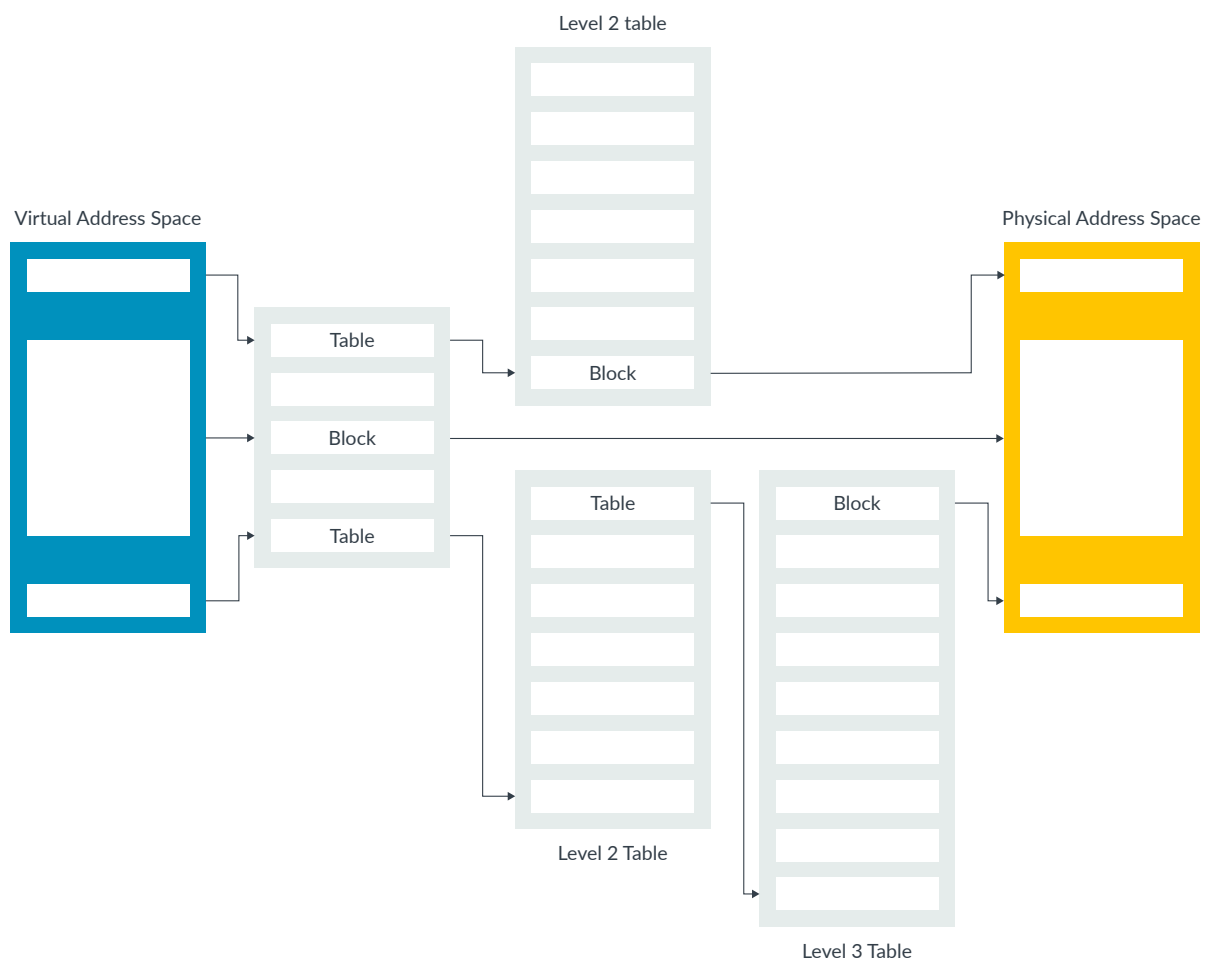 Level 2 table
Virtual Address Space
Physical Address Space
Table
Block
Block
Table
Table
Block
Table
Level 2 Table
Level 3 Table